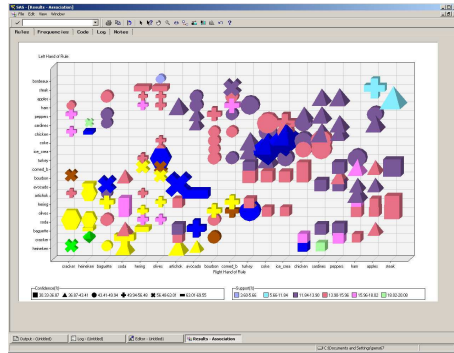 SAS - [Results - Association]
File Edit View Window
Rules Frequencies Code Log Notes
Left Hand of Rule
bordeaux
steak
apples
ham
peppers
sardines
chicken
coke
ice_crea
turkey
corned_b
bourbon
avocado
artichok
hering
olives
soda
baguette
cracker
heineken
cracker heineken baguette soda hering olives artichok avocado bourbon corned_b turkey coke ice_crea chicken sardines peppers ham apples steak
Right Hand of Rule
Confidence(%)
Support(%)
Output - (Untitled) Log - (Untitled) Editor - (Untitled) Results - Association